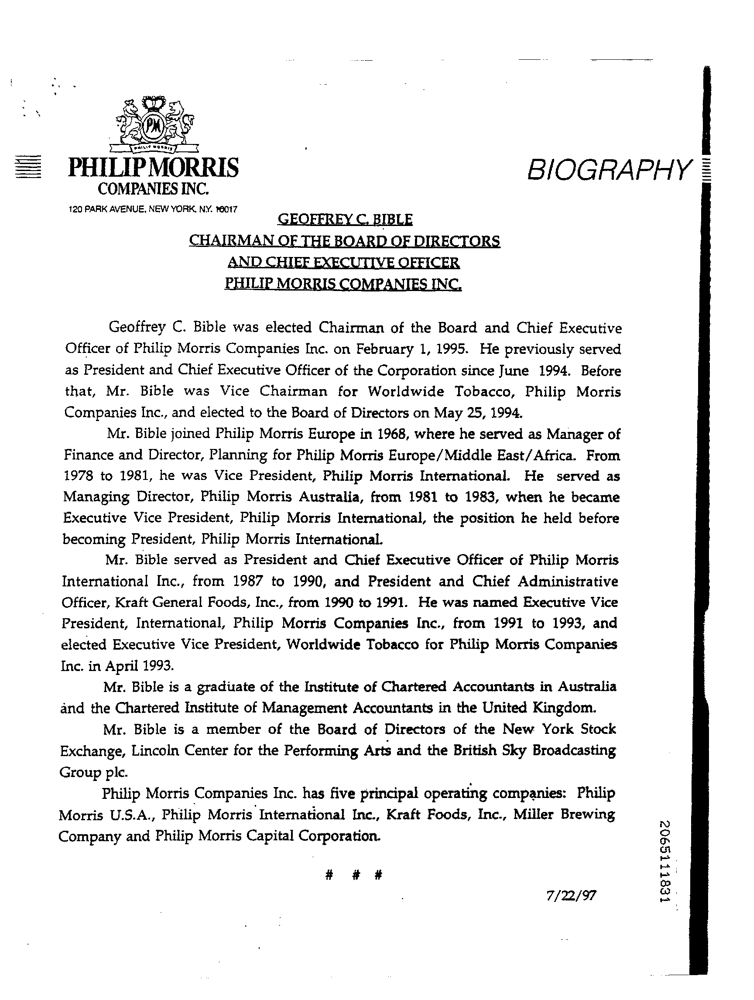 PM
PHILIP MORRIS
PHILIP MORRIS
COMPANIES INC.
120 PARK AVENUE, NEW YORK, N.Y. 10017
BIOGRAPHY
GEOFFREY C. BIBLE
CHAIRMAN OF THE BOARD OF DIRECTORS
AND CHIEF EXECUTIVE OFFICER
PHILIP MORRIS COMPANIES INC.
Geoffrey C. Bible was elected Chairman of the Board and Chief Executive
Officer of Philip Morris Companies Inc. on February 1, 1995. He previously served
as President and Chief Executive Officer of the Corporation since June 1994. Before
that, Mr. Bible was Vice Chairman for Worldwide Tobacco, Philip Morris
Companies Inc., and elected to the Board of Directors on May 25, 1994.
Mr. Bible joined Philip Morris Europe in 1968, where he served as Manager of
Finance and Director, Planning for Philip Morris Europe/Middle East/Africa. From
1978 to 1981, he was Vice President, Philip Morris International. He served as
Managing Director, Philip Morris Australia, from 1981 to 1983, when he became
Executive Vice President, Philip Morris International, the position he held before
becoming President, Philip Morris International.
Mr. Bible served as President and Chief Executive Officer of Philip Morris
International Inc., from 1987 to 1990, and President and Chief Administrative
Officer, Kraft General Foods, Inc., from 1990 to 1991. He was named Executive Vice
President, International, Philip Morris Companies Inc., from 1991 to 1993, and
elected Executive Vice President, Worldwide Tobacco for Philip Morris Companies
Inc. in April 1993.
Mr. Bible is a graduate of the Institute of Chartered Accountants in Australia
and the Chartered Institute of Management Accountants in the United Kingdom.
Mr. Bible is a member of the Board of Directors of the New York Stock
Exchange, Lincoln Center for the Performing Arts and the British Sky Broadcasting
Group plc.
Philip Morris Companies Inc. has five principal operating companies: Philip
Morris U.S.A., Philip Morris International Inc., Kraft Foods, Inc., Miller Brewing
Company and Philip Morris Capital Corporation.
# # #
7/22/97
2065111831